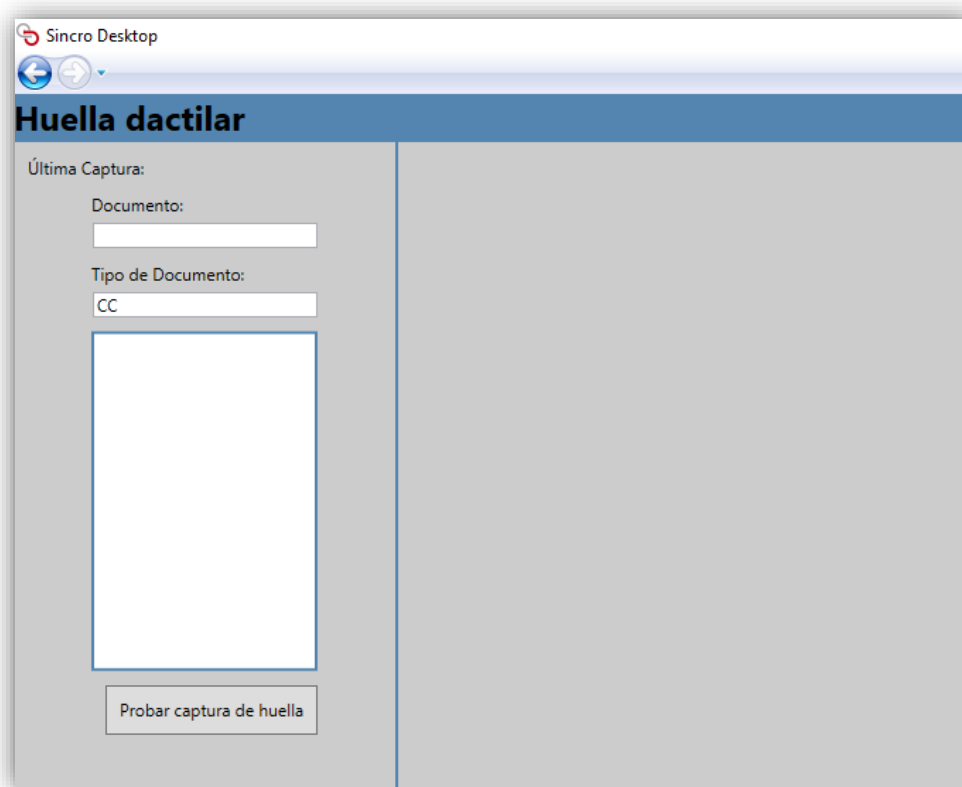 Sincro Desktop
Huella dactilar
Última Captura:
Documento:
Tipo de Documento:
CC
Probar captura de huella